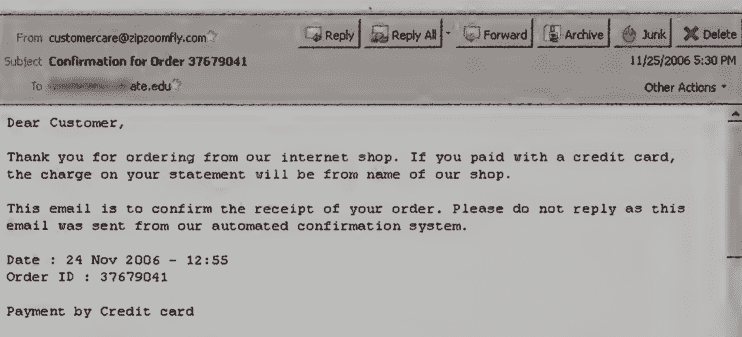 From customercare@zipzoomfly.com
Reply
Reply All
Forward
Archive
Junk
Delete
Subject Confirmation for Order 37679041
11/25/2006 5:30 PM
To ate.edu
Other Actions
Dear Customer,
Thank you for ordering from our internet shop. If you paid with a credit card,
the charge on your statement will be from name of our shop.
This email is to confirm the receipt of your order. Please do not reply as this
email was sent from our automated confirmation system.
Date : 24 Nov 2006 - 12:55
Order ID : 37679041
Payment by Credit card